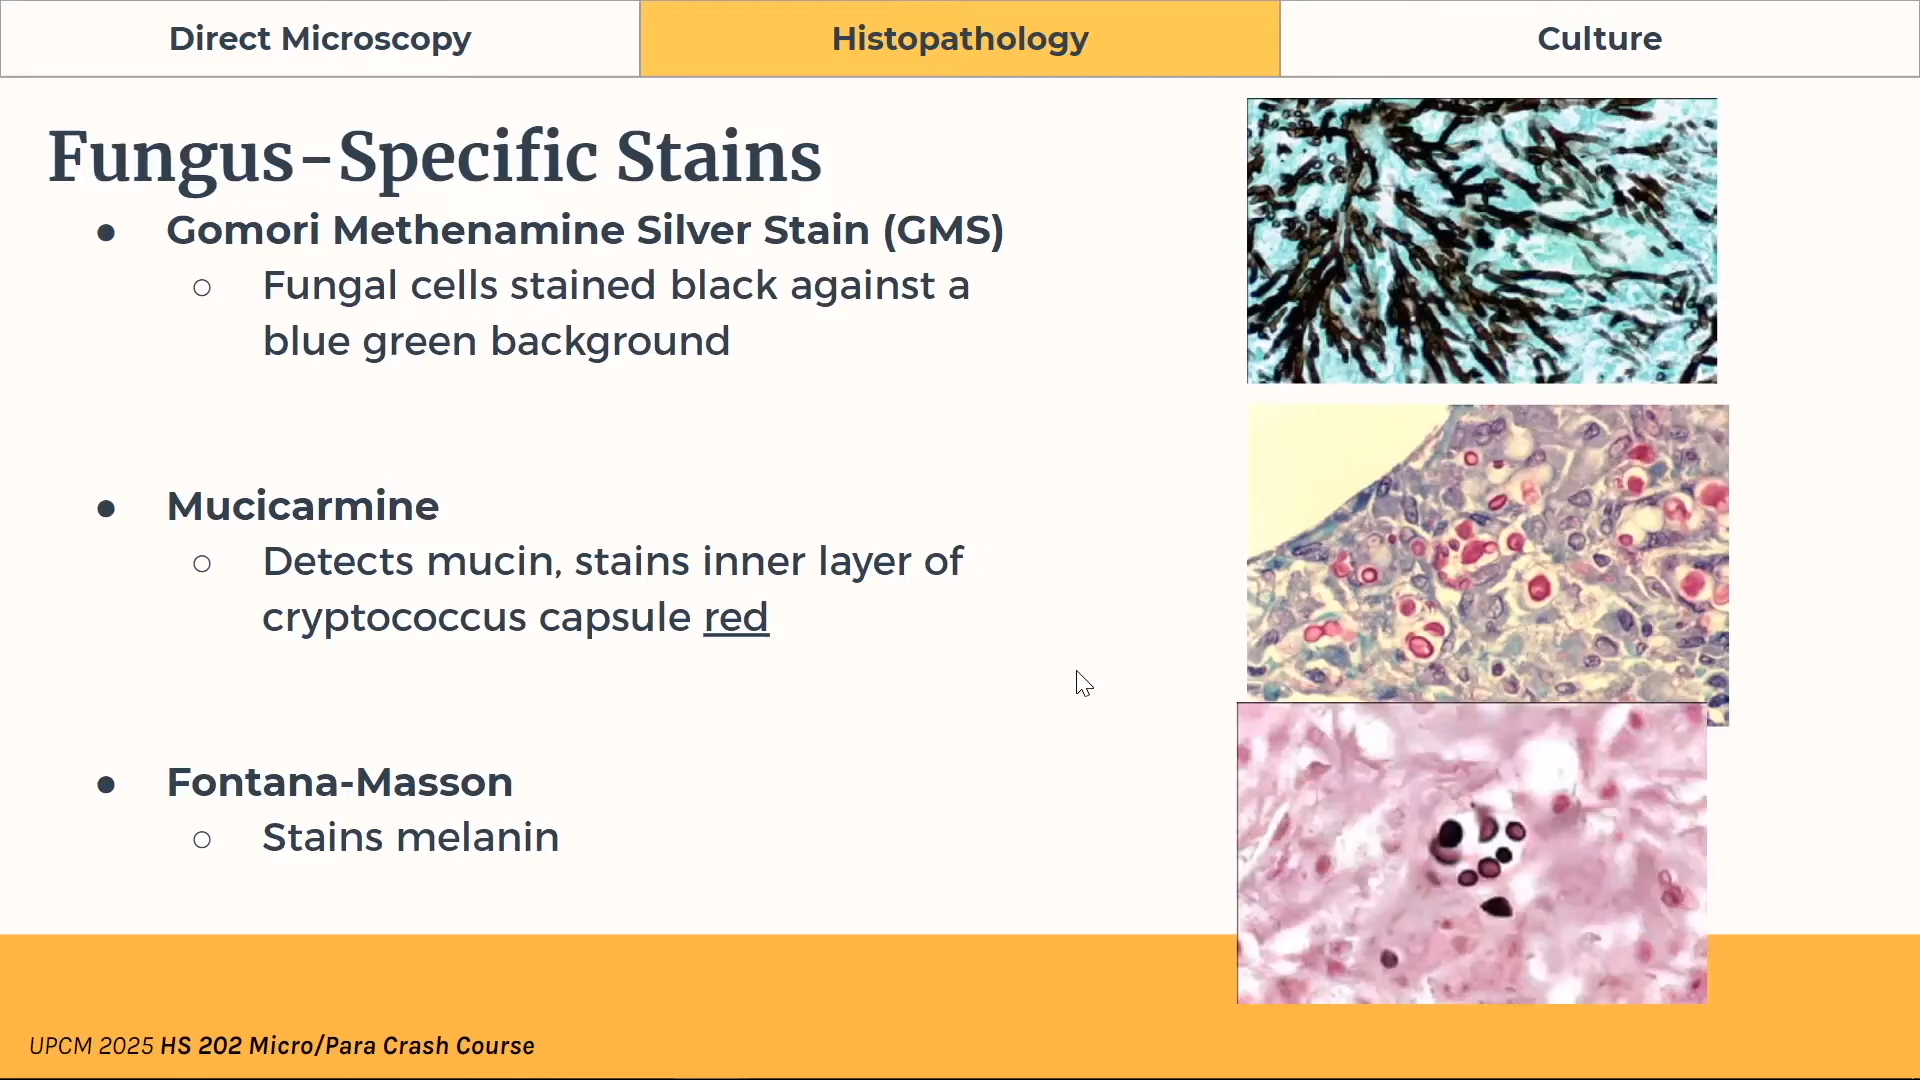 Direct Microscopy
Histopathology
Culture
Fungus-Specific Stains
● Gomori Methenamine Silver Stain (GMS)
○ Fungal cells stained black against a
blue green background
● Mucicarmine
○ Detects mucin, stains inner layer of
cryptococcus capsule red
● Fontana-Masson
○ Stains melanin
UPCM 2025 HS 202 Micro/Para Crash Course